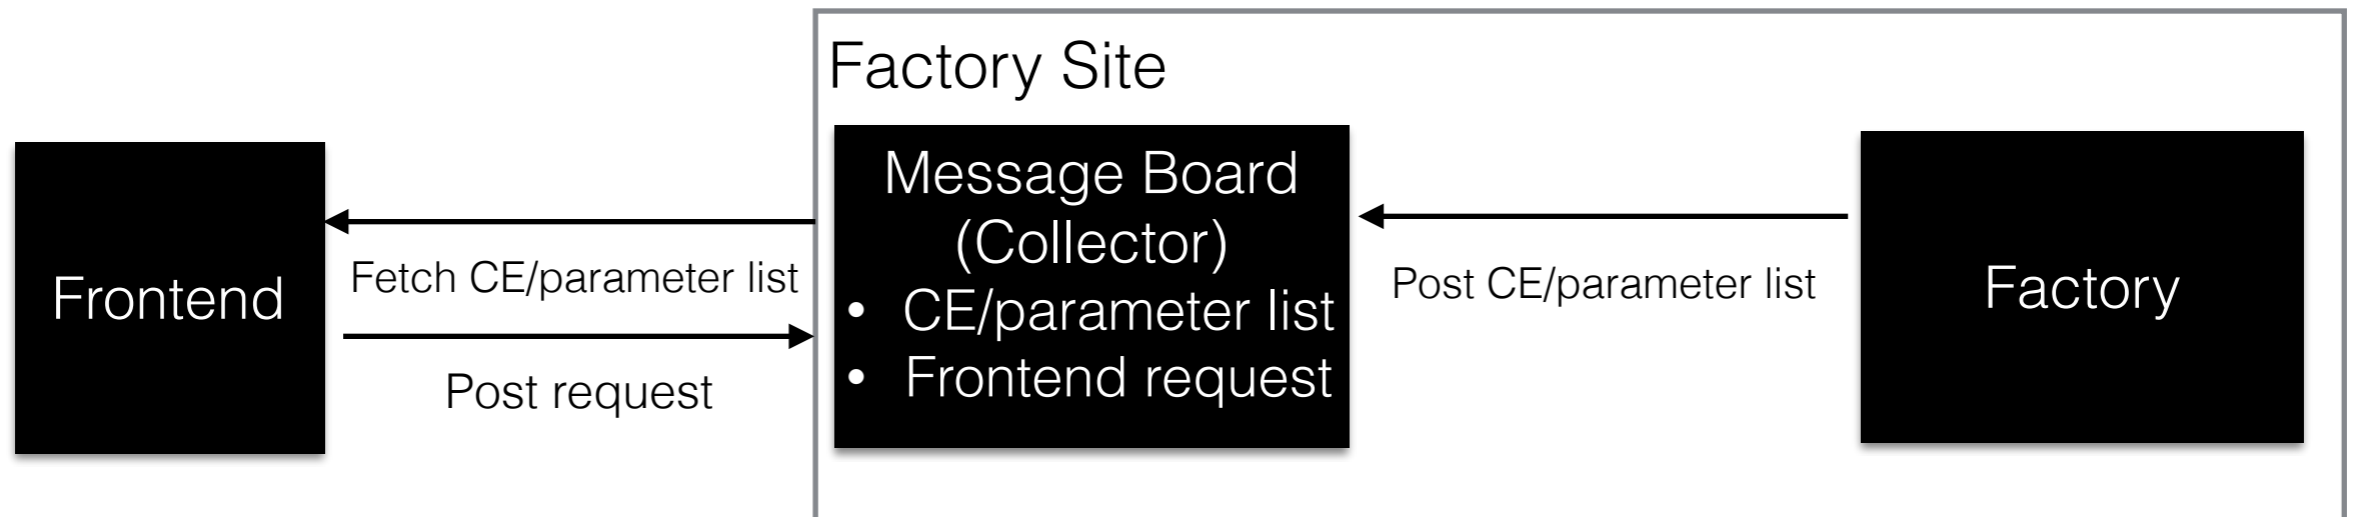 Factory Site
Frontend
Fetch CE/parameter list
Post request
Message Board
(Collector)
• CE/parameter list
• Frontend request
Post CE/parameter list
Factory